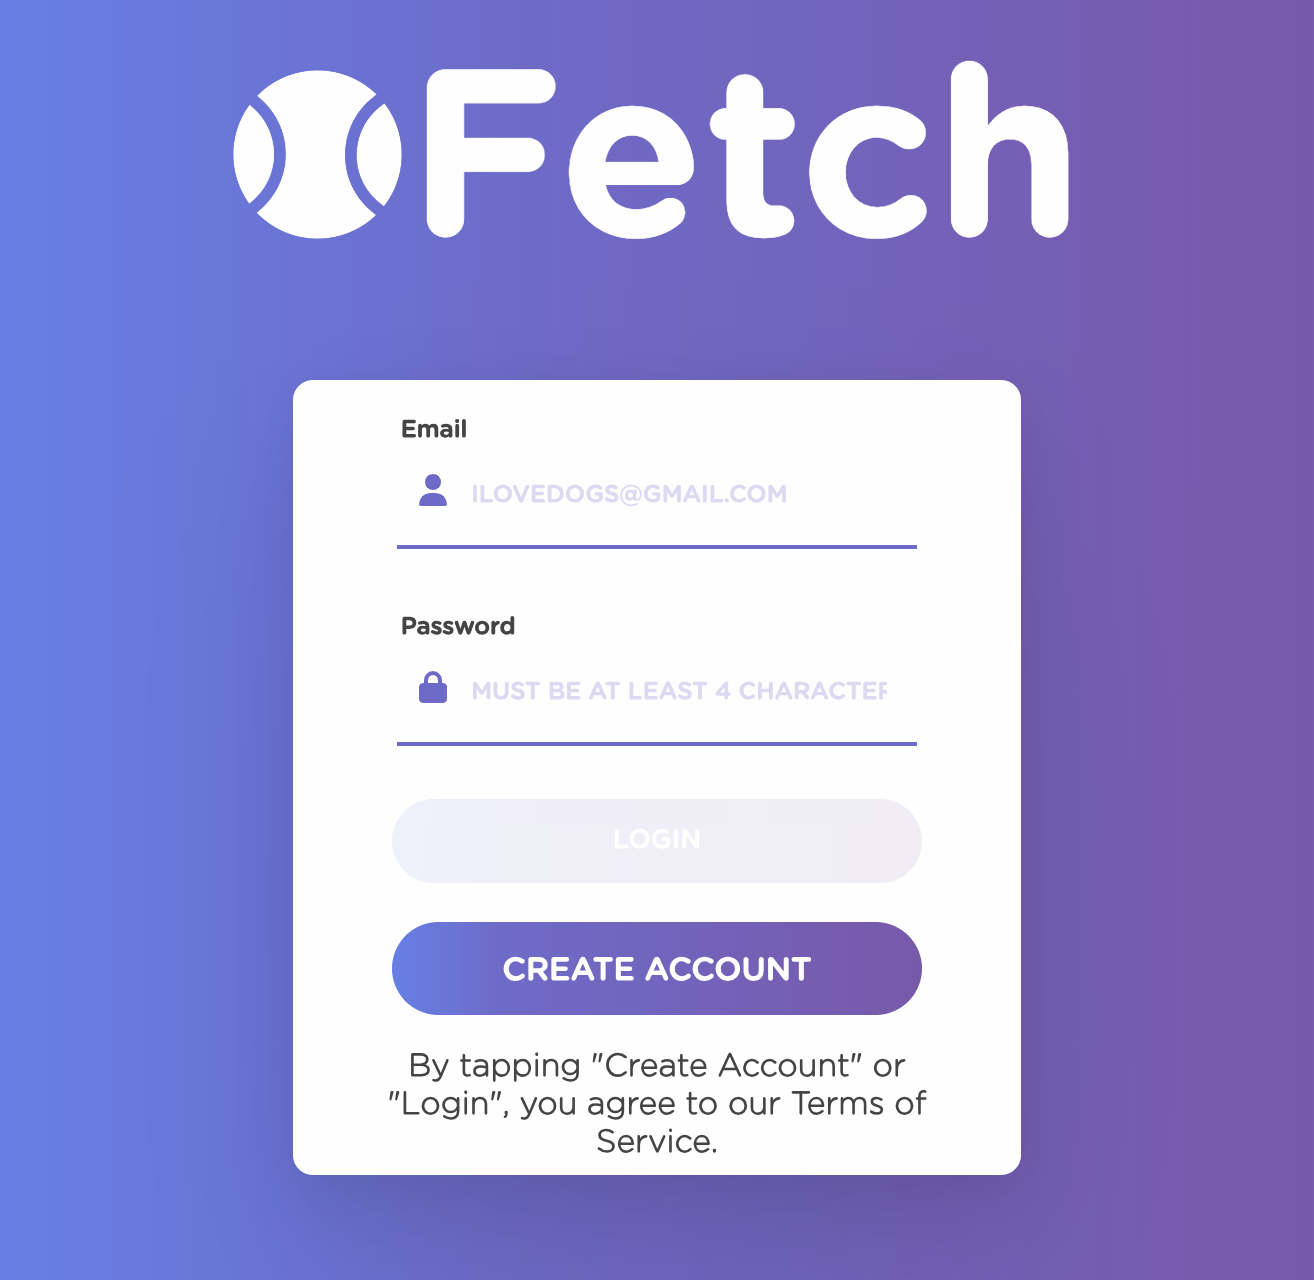 Fetch
Email
ILOVEDOGS@GMAIL.COM
Password
MUST BE AT LEAST 4 CHARACTER
LOGIN
CREATE ACCOUNT
By tapping "Create Account" or
"Login", you agree to our Terms of
Service.